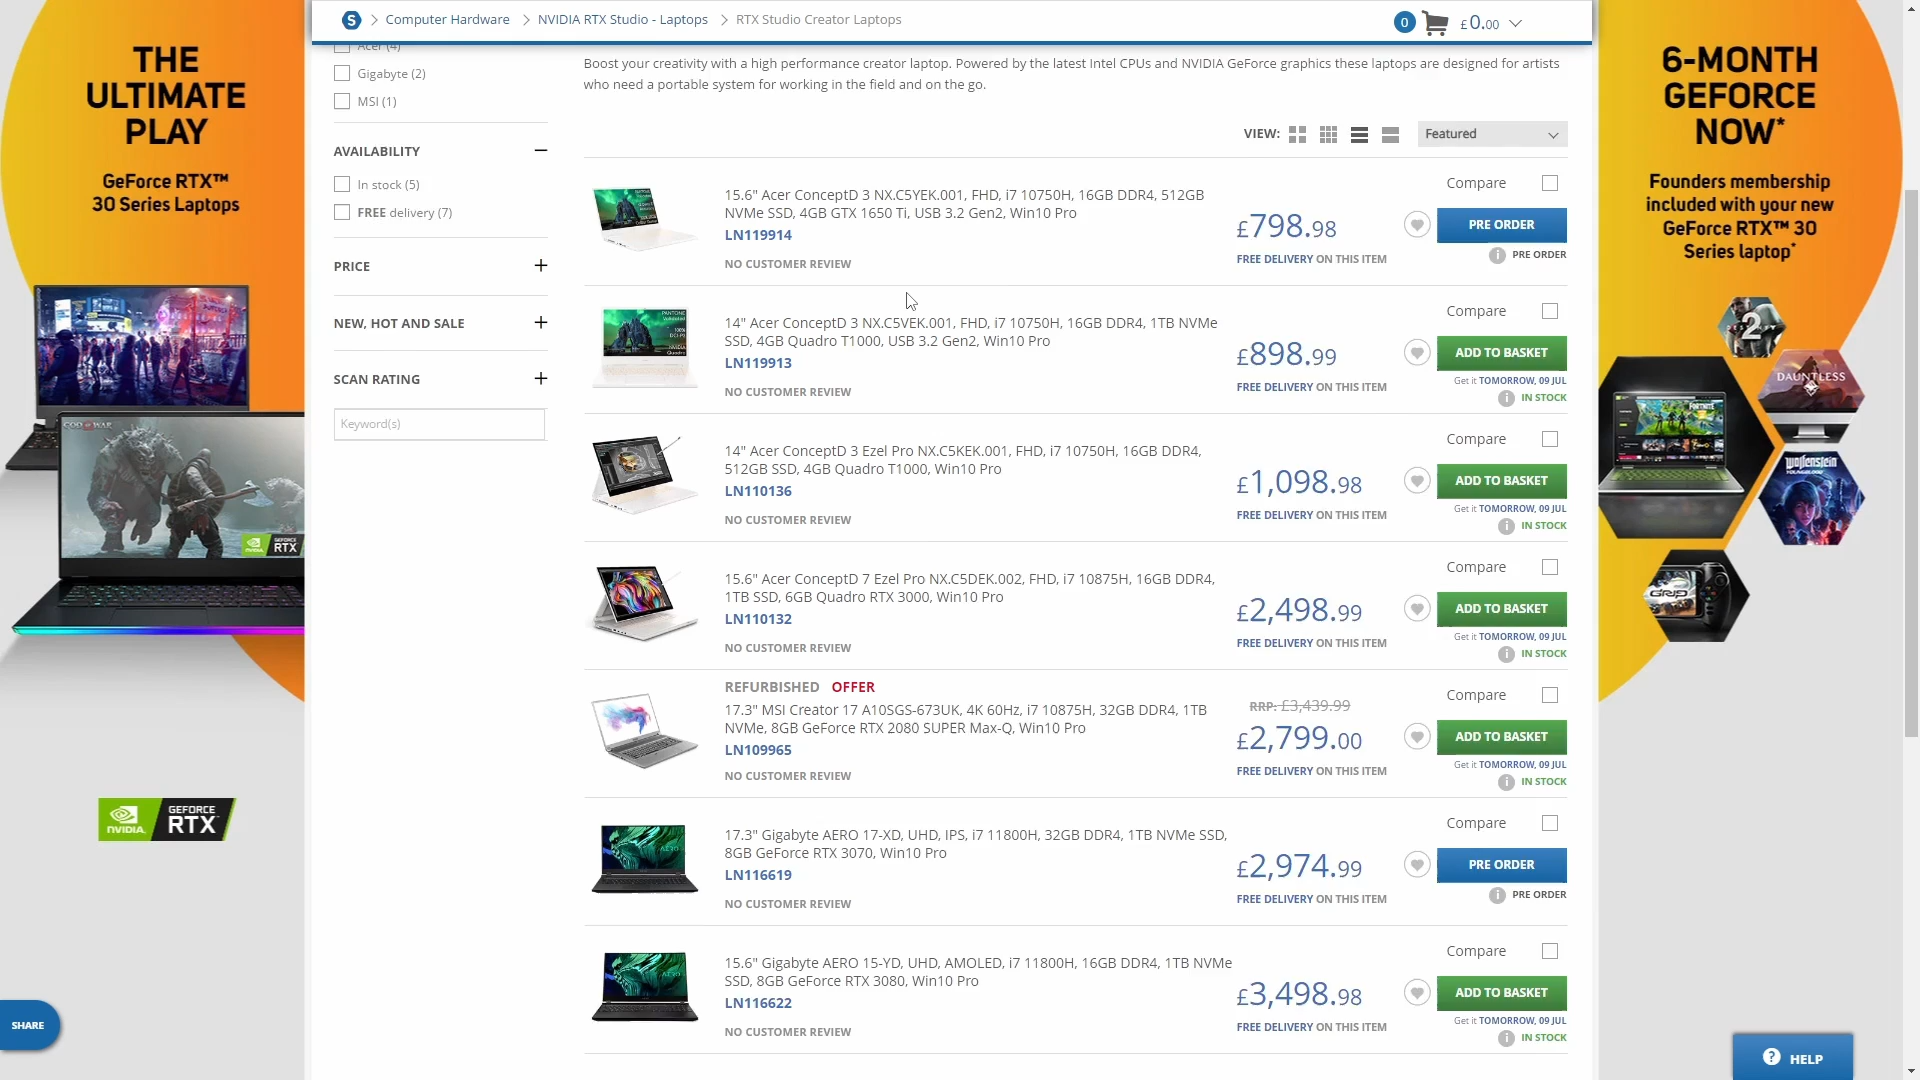 S > Computer Hardware > NVIDIA RTX Studio - Laptops > RTX Studio Creator Laptops
0 £0.00
THE
ULTIMATE
PLAY
GeForce RTX™
30 Series Laptops
GOD OF WAR
NVIDIA GEFORCE RTX
NVIDIA. GEFORCE RTX
SHARE
Acer (4)
Gigabyte (2)
MSI (1)
AVAILABILITY
In stock (5)
FREE delivery (7)
PRICE
NEW, HOT AND SALE
SCAN RATING
Keyword(s)
Boost your creativity with a high performance creator laptop. Powered by the latest Intel CPUs and NVIDIA GeForce graphics these laptops are designed for artists
who need a portable system for working in the field and on the go.
VIEW: Featured
15.6" Acer ConceptD 3 NX.C5YEK.001, FHD, i7 10750H, 16GB DDR4, 512GB
NVMe SSD, 4GB GTX 1650 Ti, USB 3.2 Gen2, Win10 Pro
LN119914
NO CUSTOMER REVIEW
£798.98
FREE DELIVERY ON THIS ITEM
Compare
PRE ORDER
PRE ORDER
14" Acer ConceptD 3 NX.C5VEK.001, FHD, i7 10750H, 16GB DDR4, 1TB NVMe
SSD, 4GB Quadro T1000, USB 3.2 Gen2, Win10 Pro
LN119913
NO CUSTOMER REVIEW
£898.99
FREE DELIVERY ON THIS ITEM
Compare
ADD TO BASKET
Get it TOMORROW, 09 JUL
IN STOCK
14" Acer ConceptD 3 Ezel Pro NX.C5KEK.001, FHD, i7 10750H, 16GB DDR4,
512GB SSD, 4GB Quadro T1000, Win10 Pro
LN110136
NO CUSTOMER REVIEW
£1,098.98
FREE DELIVERY ON THIS ITEM
Compare
ADD TO BASKET
Get it TOMORROW, 09 JUL
IN STOCK
15.6" Acer ConceptD 7 Ezel Pro NX.C5DEK.002, FHD, i7 10875H, 16GB DDR4,
1TB SSD, 6GB Quadro RTX 3000, Win10 Pro
LN110132
NO CUSTOMER REVIEW
£2,498.99
FREE DELIVERY ON THIS ITEM
Compare
ADD TO BASKET
Get it TOMORROW, 09 JUL
IN STOCK
REFURBISHED OFFER
17.3" MSI Creator 17 A10SGS-673UK, 4K 60Hz, i7 10875H, 32GB DDR4, 1TB
NVMe, 8GB GeForce RTX 2080 SUPER Max-Q, Win10 Pro
LN109965
NO CUSTOMER REVIEW
RRP: £3,439.99
£2,799.00
FREE DELIVERY ON THIS ITEM
Compare
ADD TO BASKET
Get it TOMORROW, 09 JUL
IN STOCK
17.3" Gigabyte AERO 17-XD, UHD, IPS, i7 11800H, 32GB DDR4, 1TB NVMe SSD,
8GB GeForce RTX 3070, Win10 Pro
LN116619
NO CUSTOMER REVIEW
£2,974.99
FREE DELIVERY ON THIS ITEM
Compare
PRE ORDER
PRE ORDER
15.6" Gigabyte AERO 15-YD, UHD, AMOLED, i7 11800H, 16GB DDR4, 1TB NVMe
SSD, 8GB GeForce RTX 3080, Win10 Pro
LN116622
NO CUSTOMER REVIEW
£3,498.98
FREE DELIVERY ON THIS ITEM
Compare
ADD TO BASKET
Get it TOMORROW, 09 JUL
IN STOCK
6-MONTH
GEFORCE
NOW*
Founders membership
included with your new
GeForce RTX™ 30
Series laptop*
DAUNTLESS
Wolfenstein
GRID
? HELP